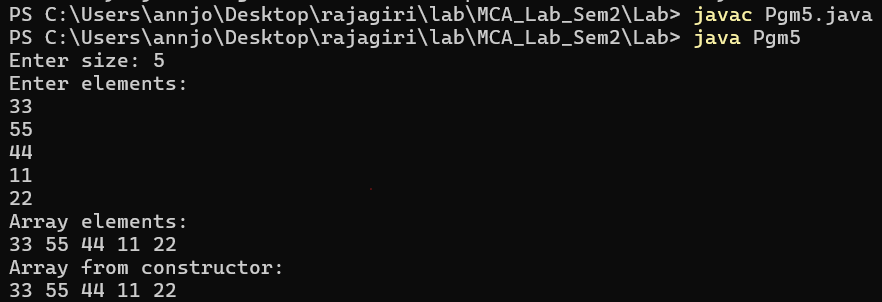 PS C:\Users\annjo\Desktop\rajagiri\lab\MCA_Lab_Sem2\Lab> javac Pgm5.java
PS C:\Users\annjo\Desktop\rajagiri\lab\MCA_Lab_Sem2\Lab> java Pgm5
Enter size: 5
Enter elements:
33
55
44
11
22
Array elements:
33 55 44 11 22
Array from constructor:
33 55 44 11 22